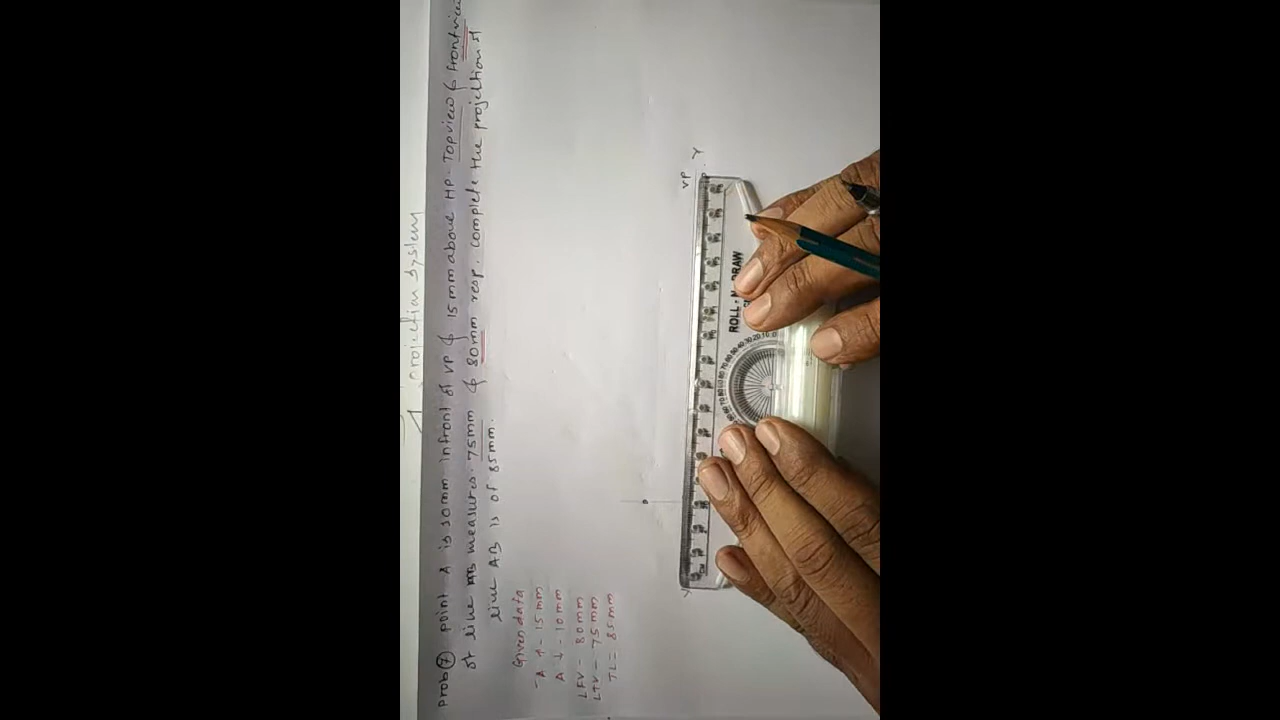 projection system
prob 7 point A is 10mm infront of VP & 15mm above HP. Topview & frontview
of line AB measures 75mm & 80mm resp. complete the projection of
line AB is of 85mm.
Given data
A ↑ - 15mm
A ↓ - 10mm
LFV - 80mm
LTV - 75mm
TL = 85mm
VP
Y
ROLL-N-DRAW
CM
X